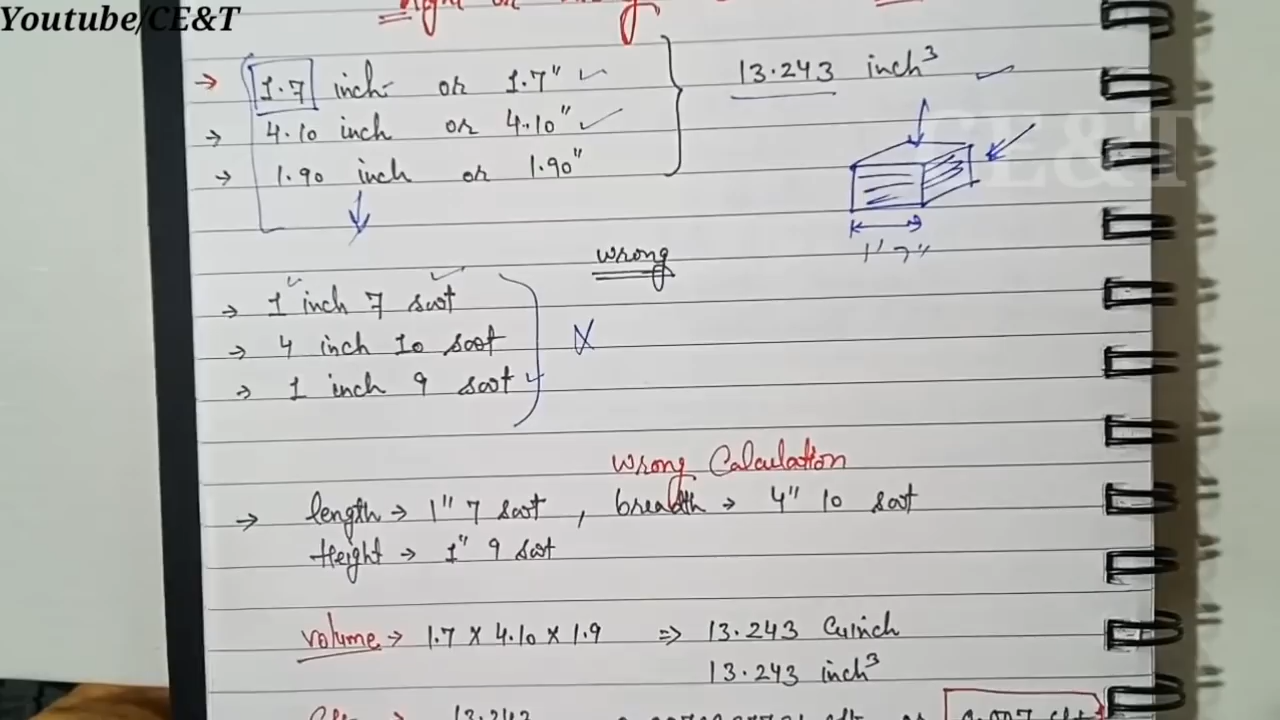 Youtube/CE&T
→ 1.7 inch or 1.7" ✓
→ 4.10 inch or 4.10" ✓
→ 1.90 inch or 1.90"
13.243 inch³ ✓
CE&T
1' 7"
wrong
→ 1 inch 7 soot
→ 4 inch 10 soot
→ 1 inch 9 soot
X
Wrong Calculation
→ length → 1" 7 soot , breadth → 4" 10 soot
Height → 1" 9 soot
volume → 1.7 x 4.10 x 1.9 ⇒ 13.243 Cuinch
13.243 inch³